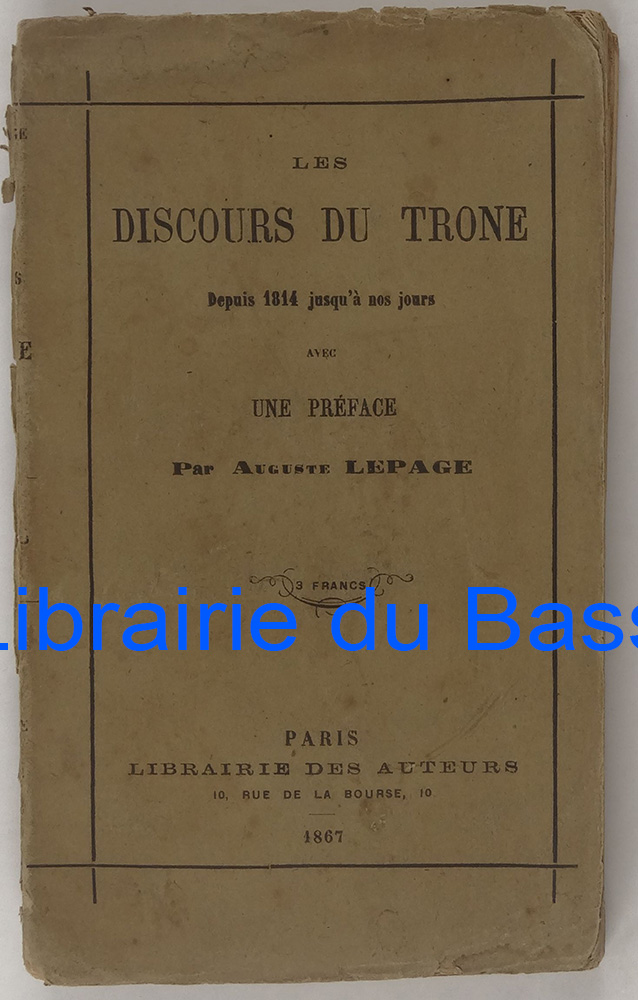 LES
DISCOURS DU TRONE
Depuis 1814 jusqu'à nos jours
AVEC
UNE PRÉFACE
Par AUGUSTE LEPAGE
3 FRANCS
Librairie du Bass
PARIS
LIBRAIRIE DES AUTEURS
10, RUE DE LA BOURSE, 10
1867